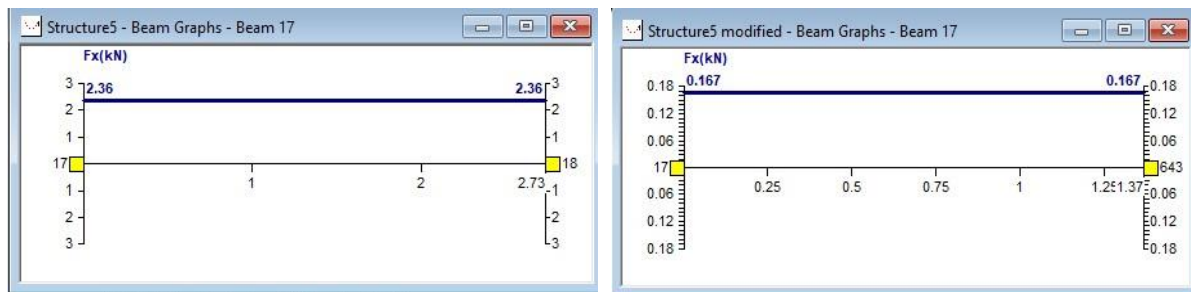 Structure5 - Beam Graphs - Beam 17
Fx(kN)
3 2.36 2.36 3
2 2
1 1
17 18
1 2 2.73
1 1
2 2
3 3
Structure5 modified - Beam Graphs - Beam 17
Fx(kN)
0.18 0.167 0.167 0.18
0.12 0.12
0.06 0.06
17 643
0.25 0.5 0.75 1 1.251.37
0.06 0.06
0.12 0.12
0.18 0.18